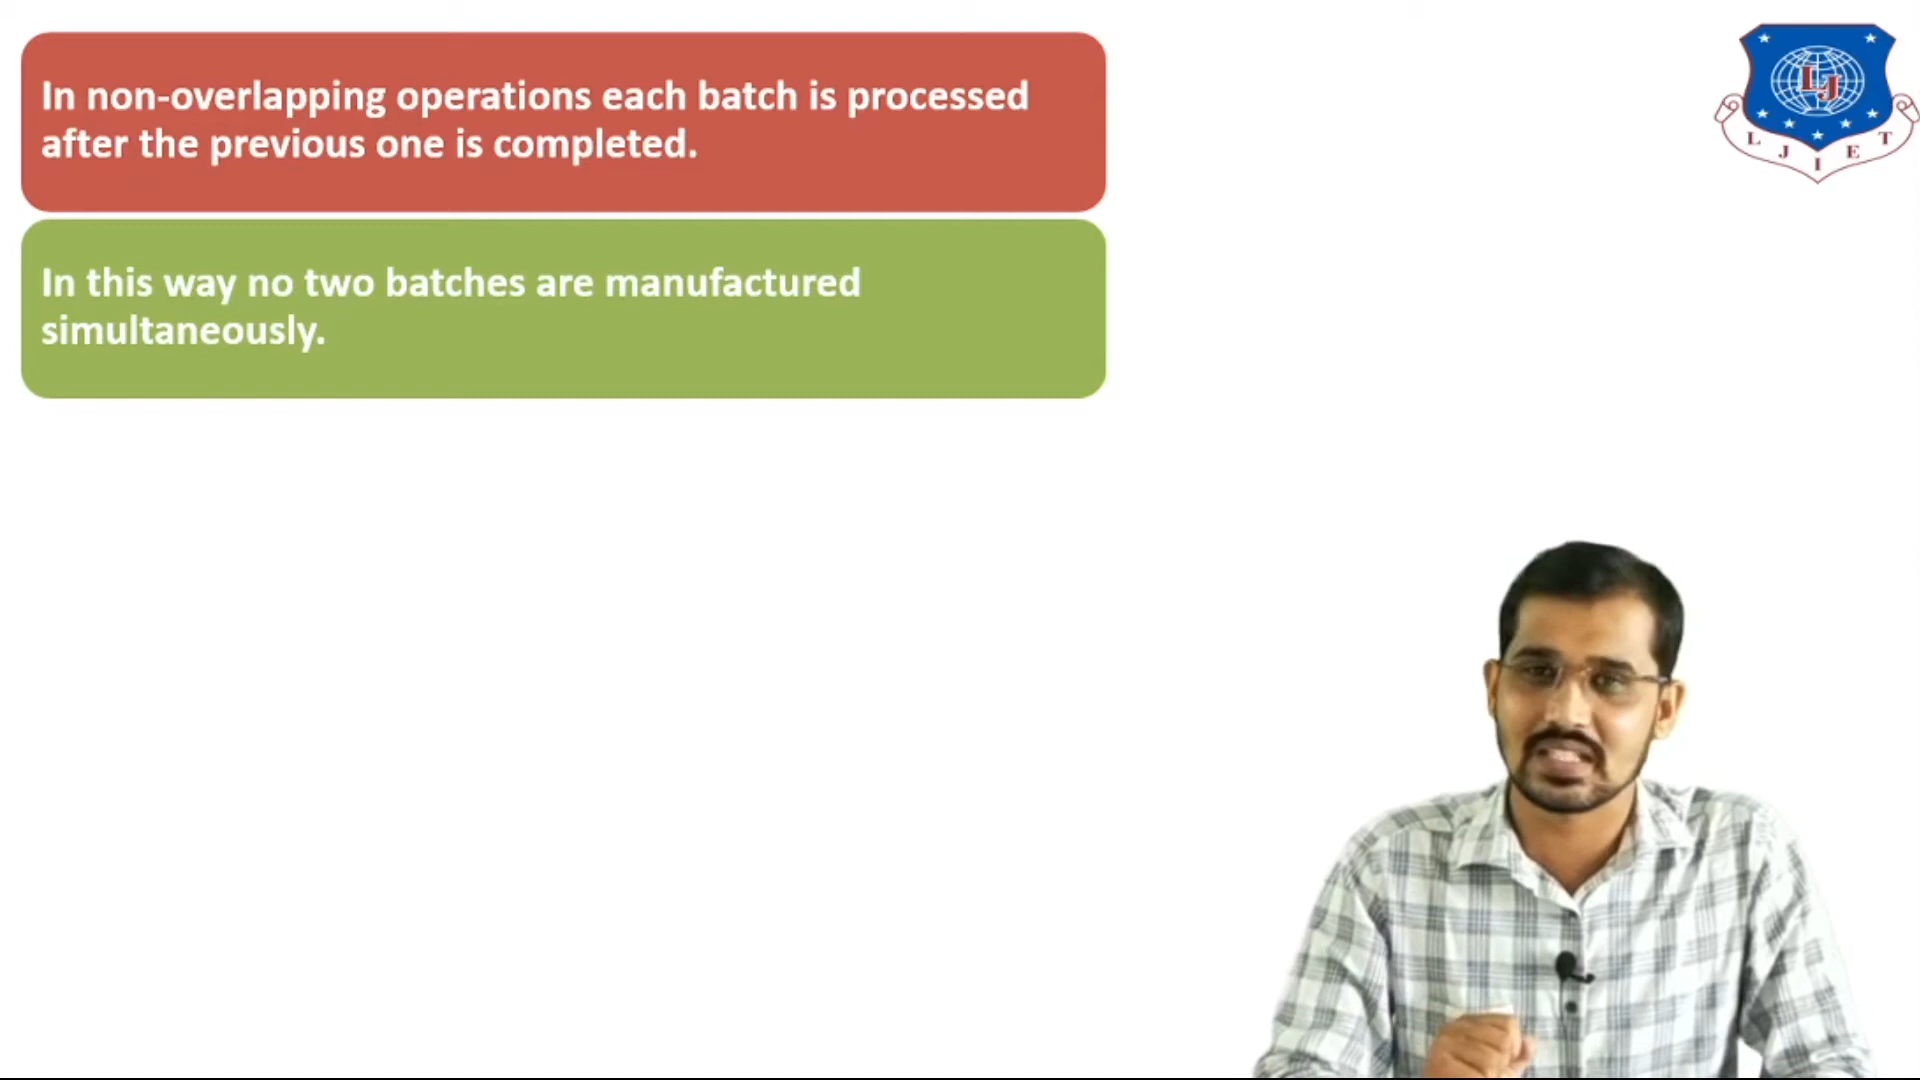 In non-overlapping operations each batch is processed
after the previous one is completed.
In this way no two batches are manufactured
simultaneously.
LJ
L J I E T